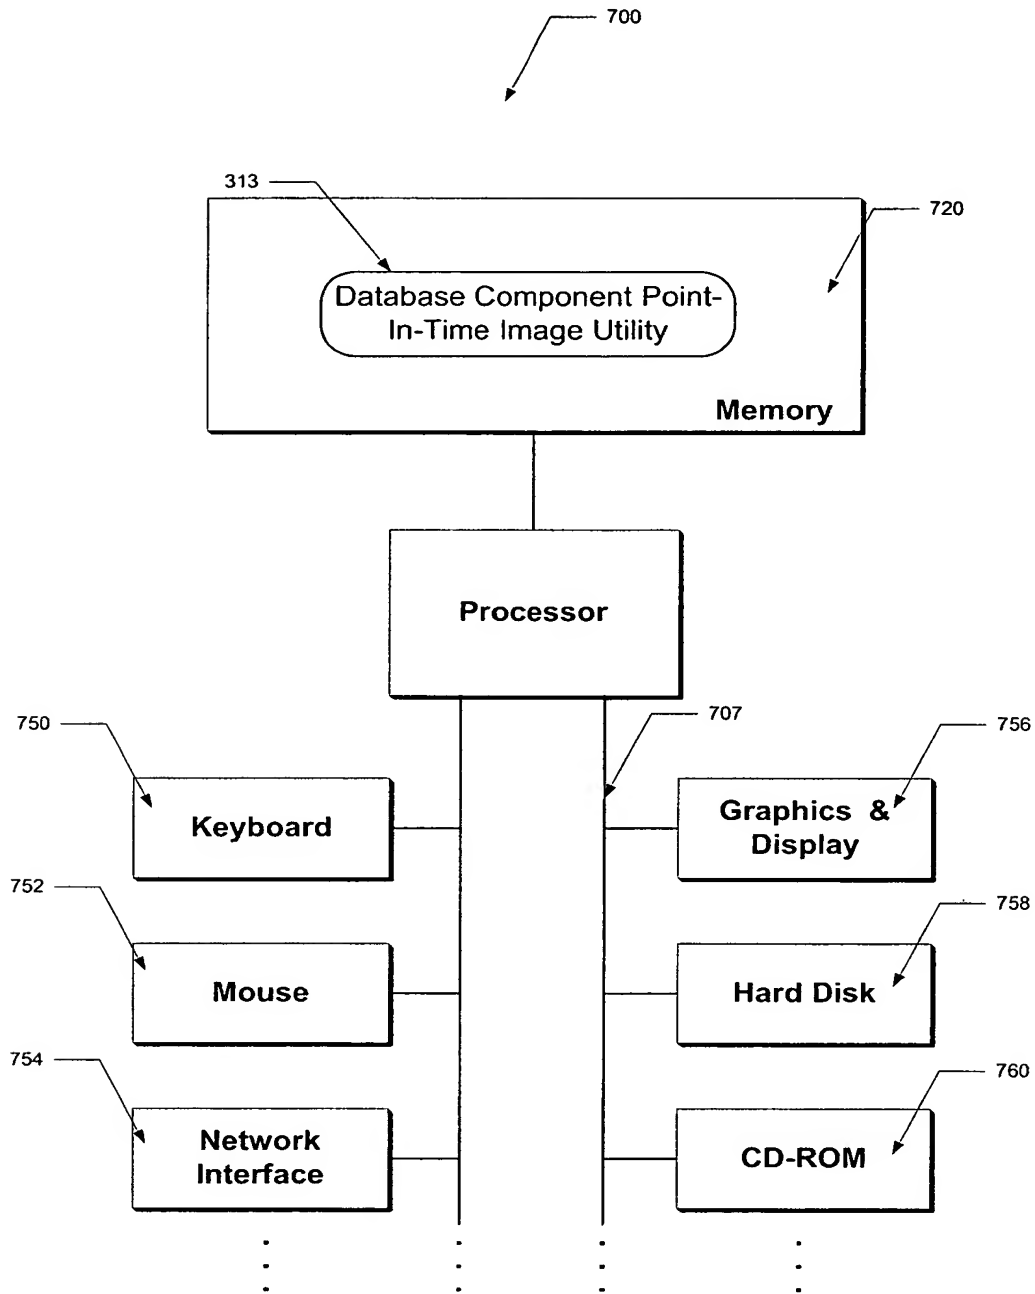 700
313
720
Database Component Point-
In-Time Image Utility
Memory
Processor
707
750
756
Keyboard
Graphics &
Display
752
758
Mouse
Hard Disk
754
760
Network
Interface
CD-ROM